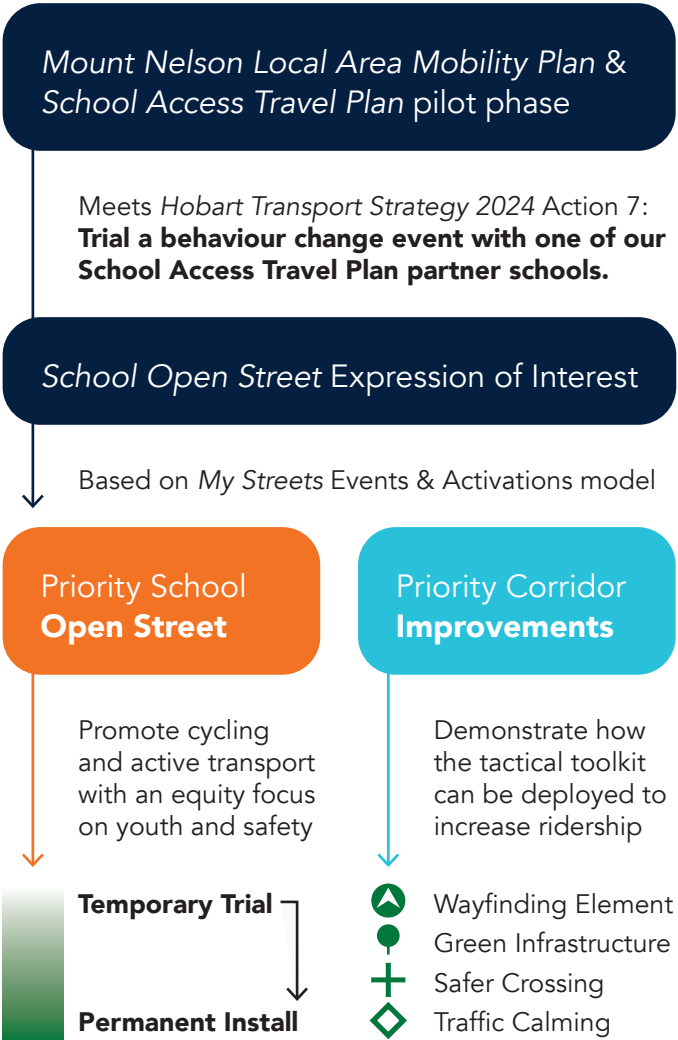 Mount Nelson Local Area Mobility Plan &
School Access Travel Plan pilot phase
Meets Hobart Transport Strategy 2024 Action 7:
Trial a behaviour change event with one of our
School Access Travel Plan partner schools.
School Open Street Expression of Interest
Based on My Streets Events & Activations model
Priority School
Open Street
Promote cycling
and active transport
with an equity focus
on youth and safety
Temporary Trial
Permanent Install
Priority Corridor
Improvements
Demonstrate how
the tactical toolkit
can be deployed to
increase ridership
Wayfinding Element
Green Infrastructure
Safer Crossing
Traffic Calming